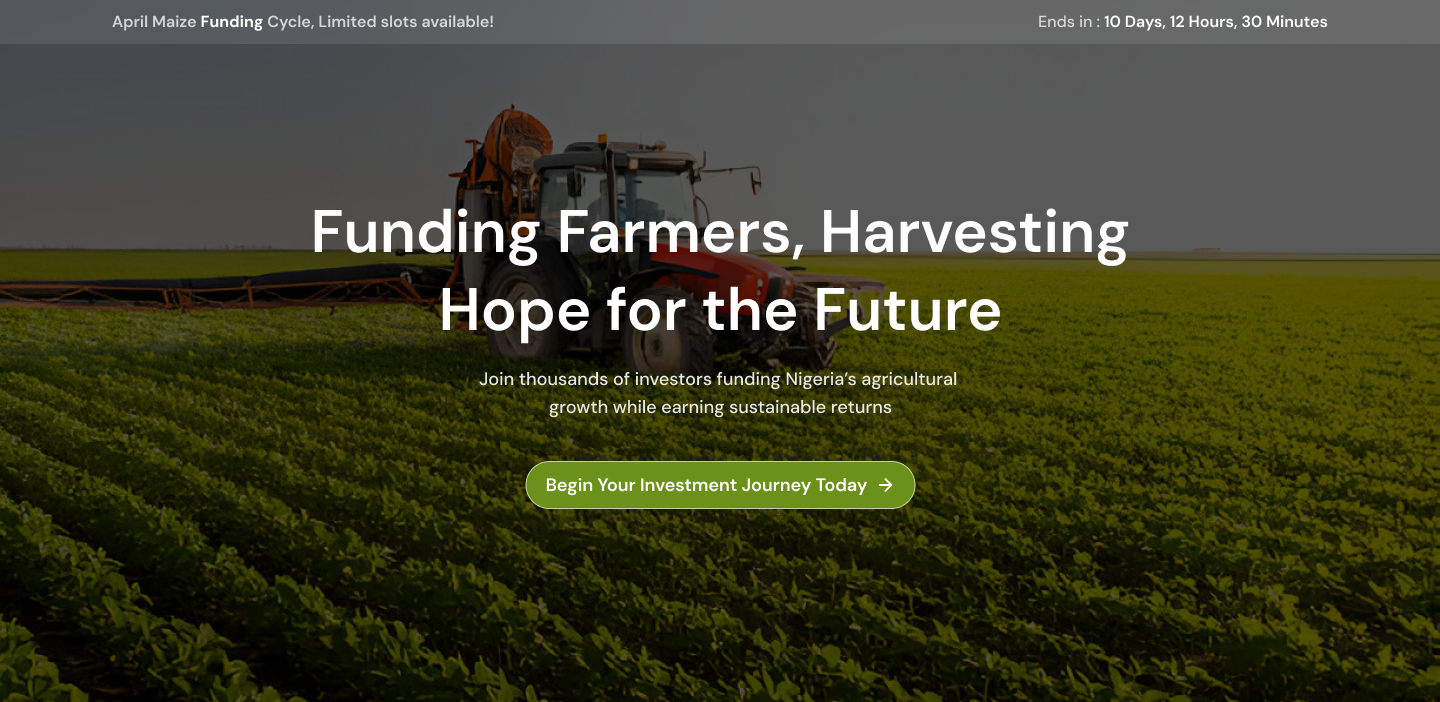 April Maize Funding Cycle, Limited slots available!
Ends in : 10 Days, 12 Hours, 30 Minutes
Funding Farmers, Harvesting
Hope for the Future
Join thousands of investors funding Nigeria’s agricultural
growth while earning sustainable returns
Begin Your Investment Journey Today →